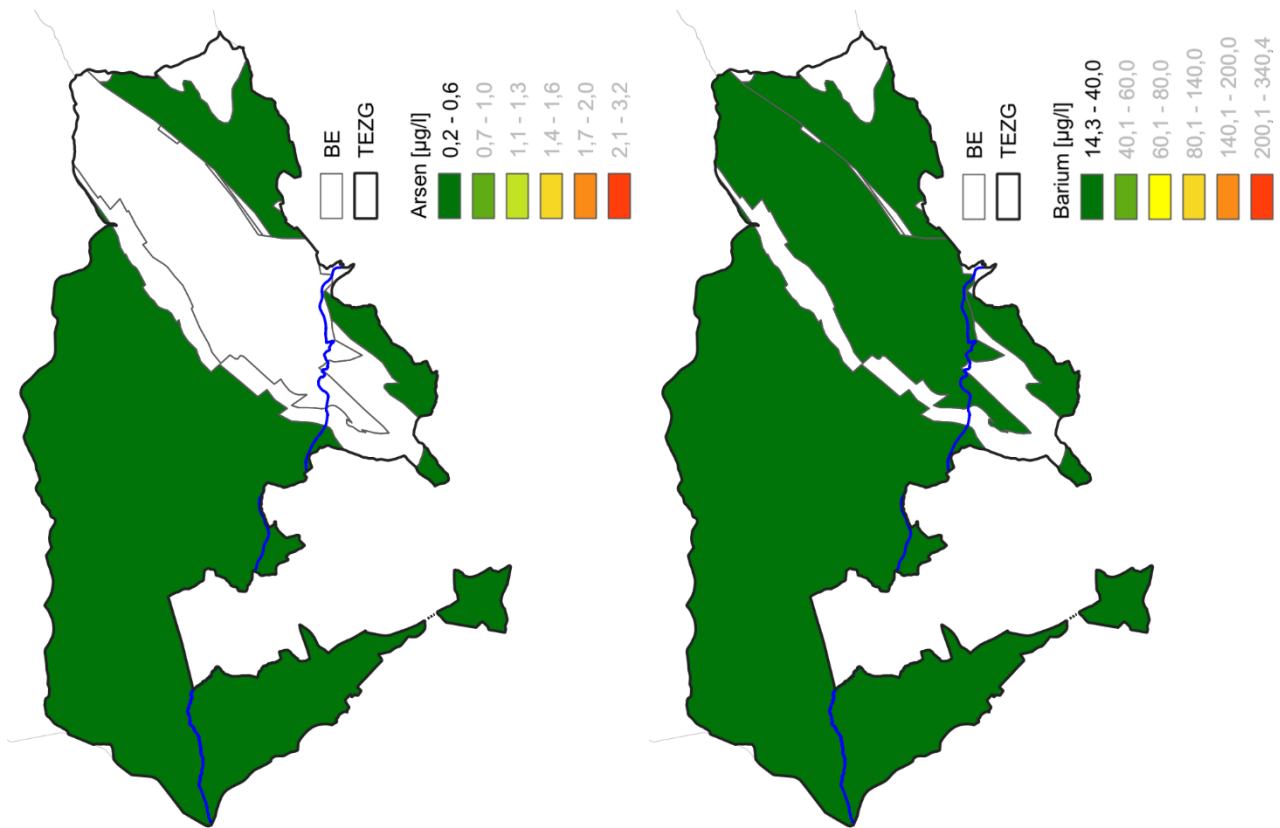 BE
TEZG
Arsen [µg/l]
0,2 - 0,6
0,7 - 1,0
1,1 - 1,3
1,4 - 1,6
1,7 - 2,0
2,1 - 3,2
BE
TEZG
Barium [µg/l]
14,3 - 40,0
40,1 - 60,0
60,1 - 80,0
80,1 - 140,0
140,1 - 200,0
200,1 - 340,4